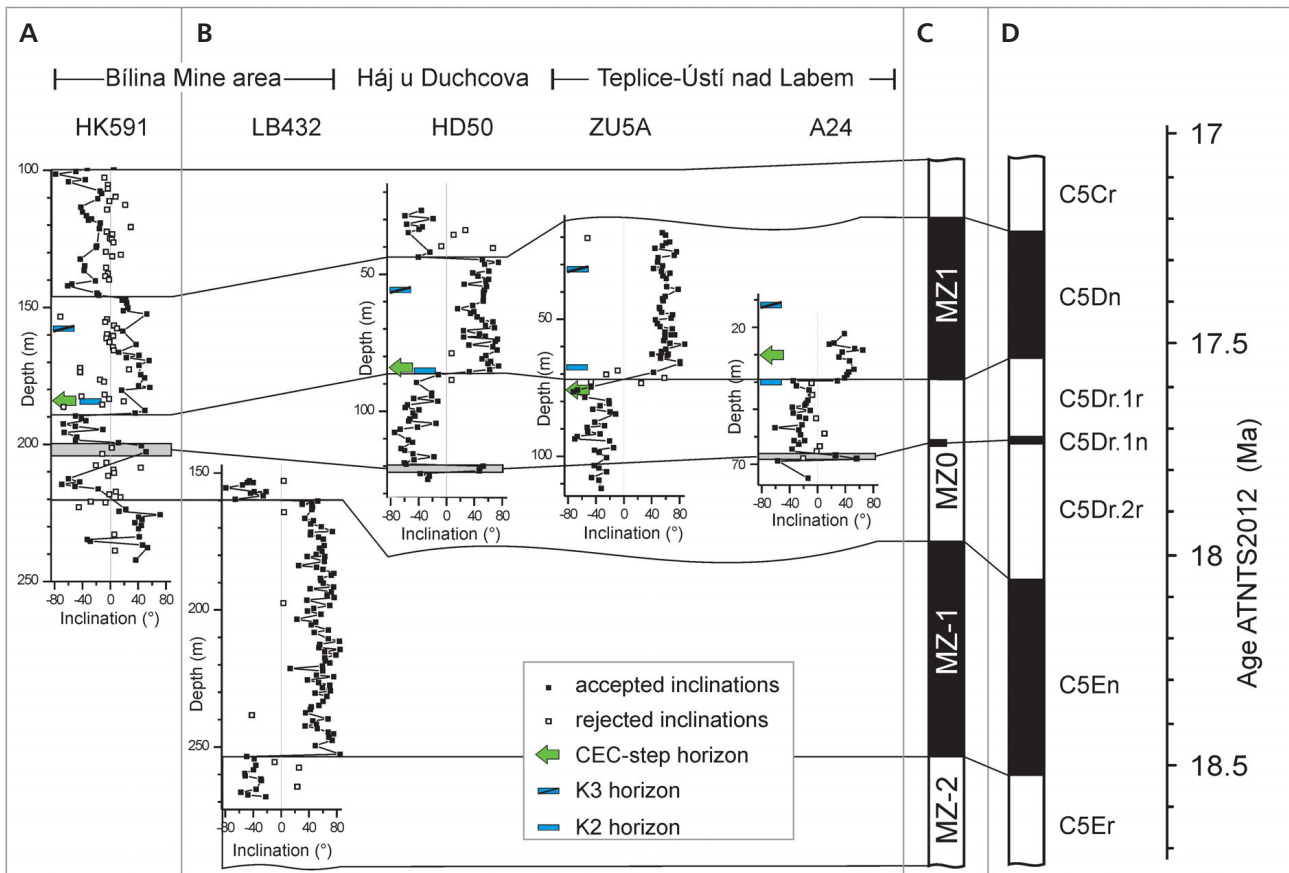 A
B
C
D
Bílina Mine area
Háj u Duchcova
Teplice-Ústí nad Labem
HK591
LB432
HD50
ZU5A
A24
100
150
200
250
Depth (m)
-80 -40 0 40 80
Inclination (°)
150
200
250
Depth (m)
-80 -40 0 40 80
Inclination (°)
50
100
Depth (m)
-80 -40 0 40 80
Inclination (°)
50
100
Depth (m)
-80 -40 0 40 80
Inclination (°)
20
70
Depth (m)
-80 -40 0 40 80
Inclination (°)
accepted inclinations
rejected inclinations
CEC-step horizon
K3 horizon
K2 horizon
MZ1
MZ0
MZ-1
MZ-2
C5Cr
C5Dn
C5Dr.1r
C5Dr.1n
C5Dr.2r
C5En
C5Er
17
17.5
18
18.5
Age ATNTS2012 (Ma)